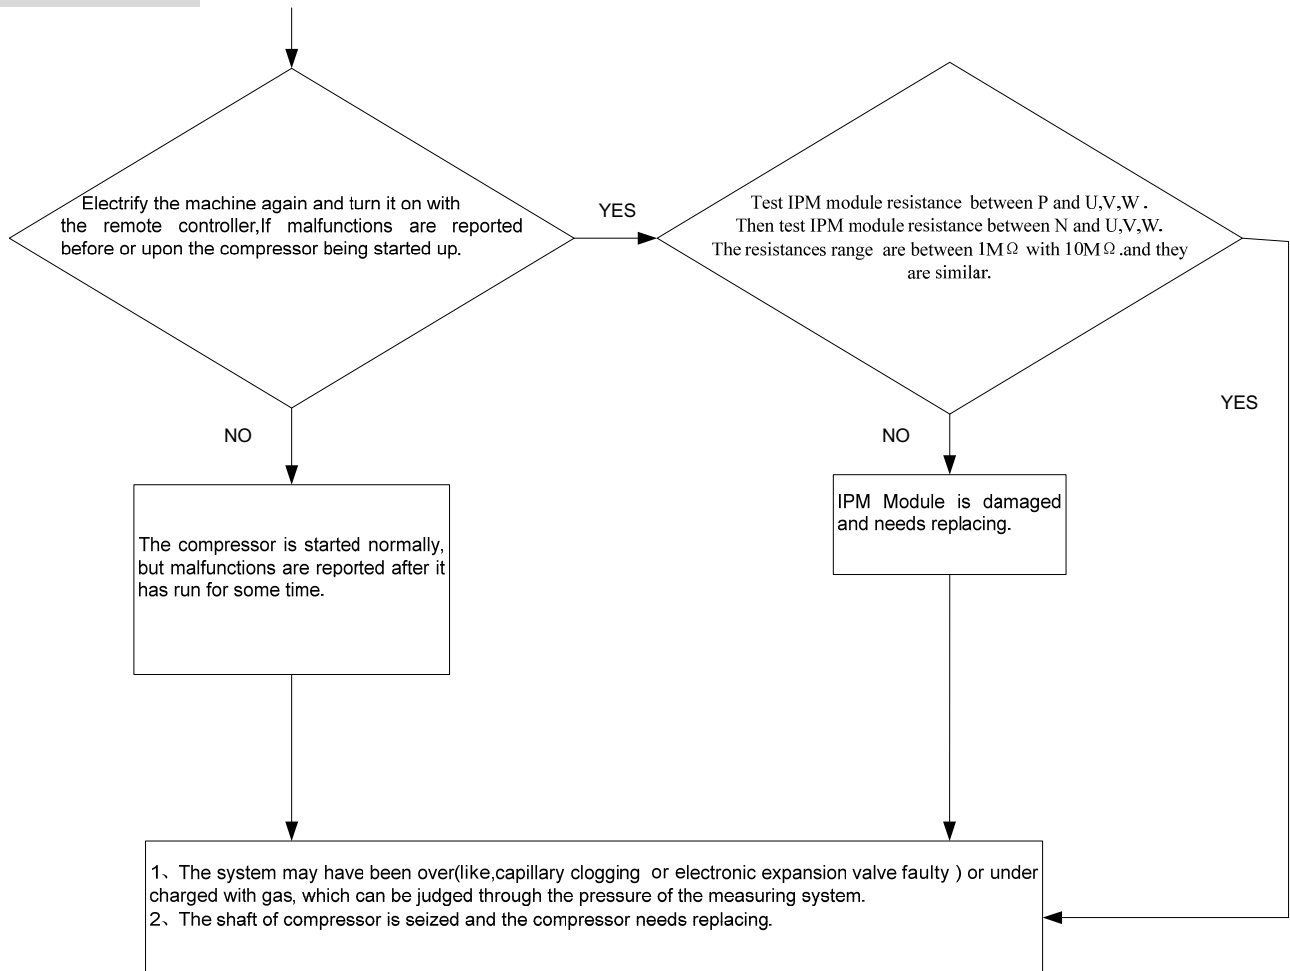 Electrify the machine again and turn it on with
the remote controller,If malfunctions are reported
before or upon the compressor being started up.
YES
Test IPM module resistance between P and U,V,W .
Then test IPM module resistance between N and U,V,W.
The resistances range are between 1MΩ with 10MΩ .and they
are similar.
YES
NO
NO
The compressor is started normally,
but malfunctions are reported after it
has run for some time.
IPM Module is damaged
and needs replacing.
1、The system may have been over(like,capillary clogging or electronic expansion valve faulty ) or under
charged with gas, which can be judged through the pressure of the measuring system.
2、The shaft of compressor is seized and the compressor needs replacing.